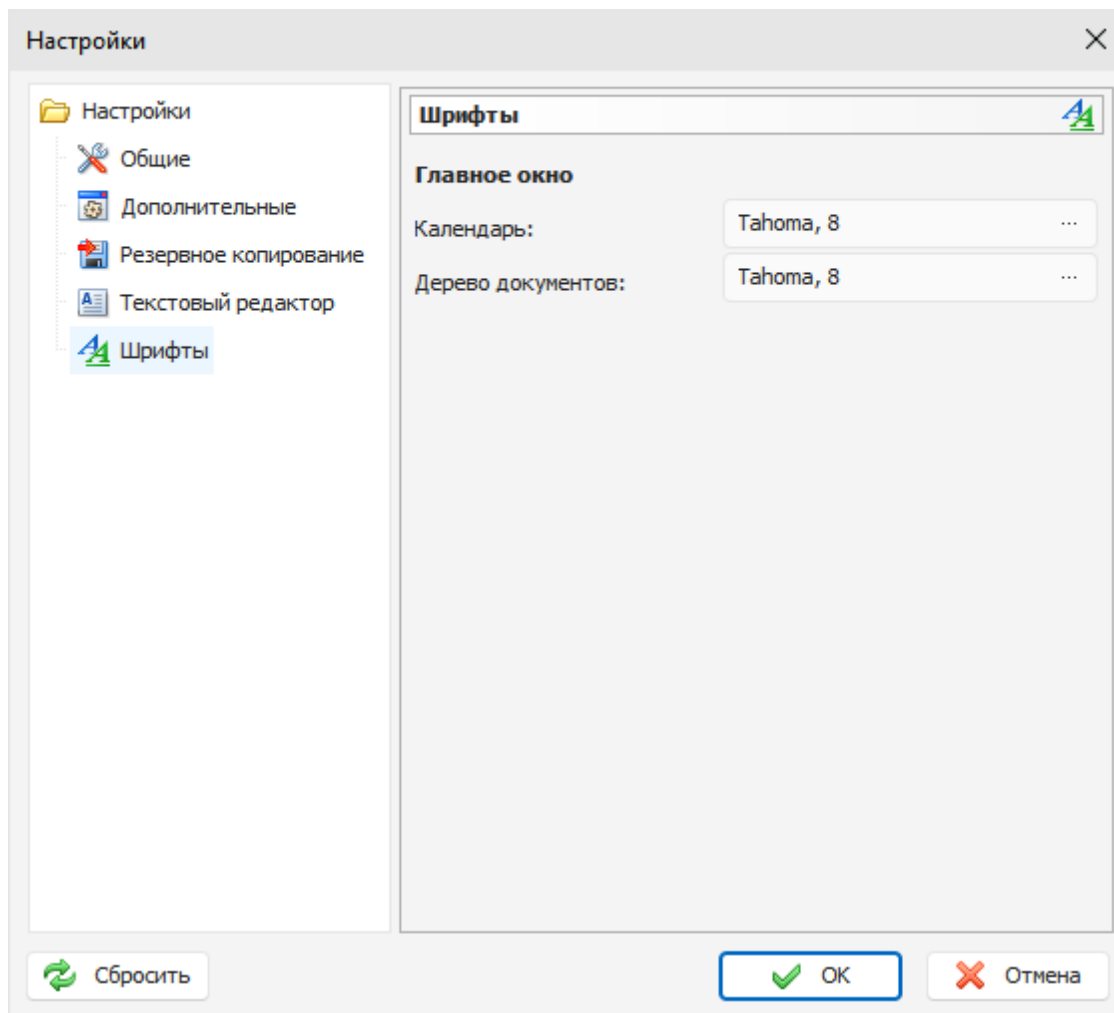 Настройки
Настройки
Общие
Дополнительные
Резервное копирование
Текстовый редактор
Шрифты
Шрифты
Главное окно
Календарь:
Tahoma, 8 ...
Дерево документов:
Tahoma, 8 ...
Сбросить
OK
Отмена